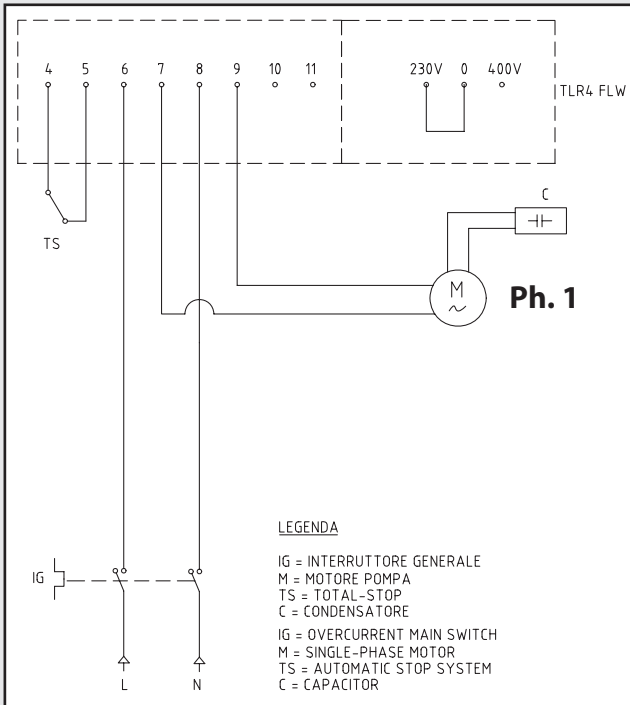 4 5 6 7 8 9 10 11 230V 0 400V
TLR4 FLW
C
TS
M
Ph. 1
LEGENDA
IG = INTERRUTTORE GENERALE
IG
M = MOTORE POMPA
TS = TOTAL-STOP
C = CONDENSATORE
IG = OVERCURRENT MAIN SWITCH
M = SINGLE-PHASE MOTOR
TS = AUTOMATIC STOP SYSTEM
C = CAPACITOR
L N